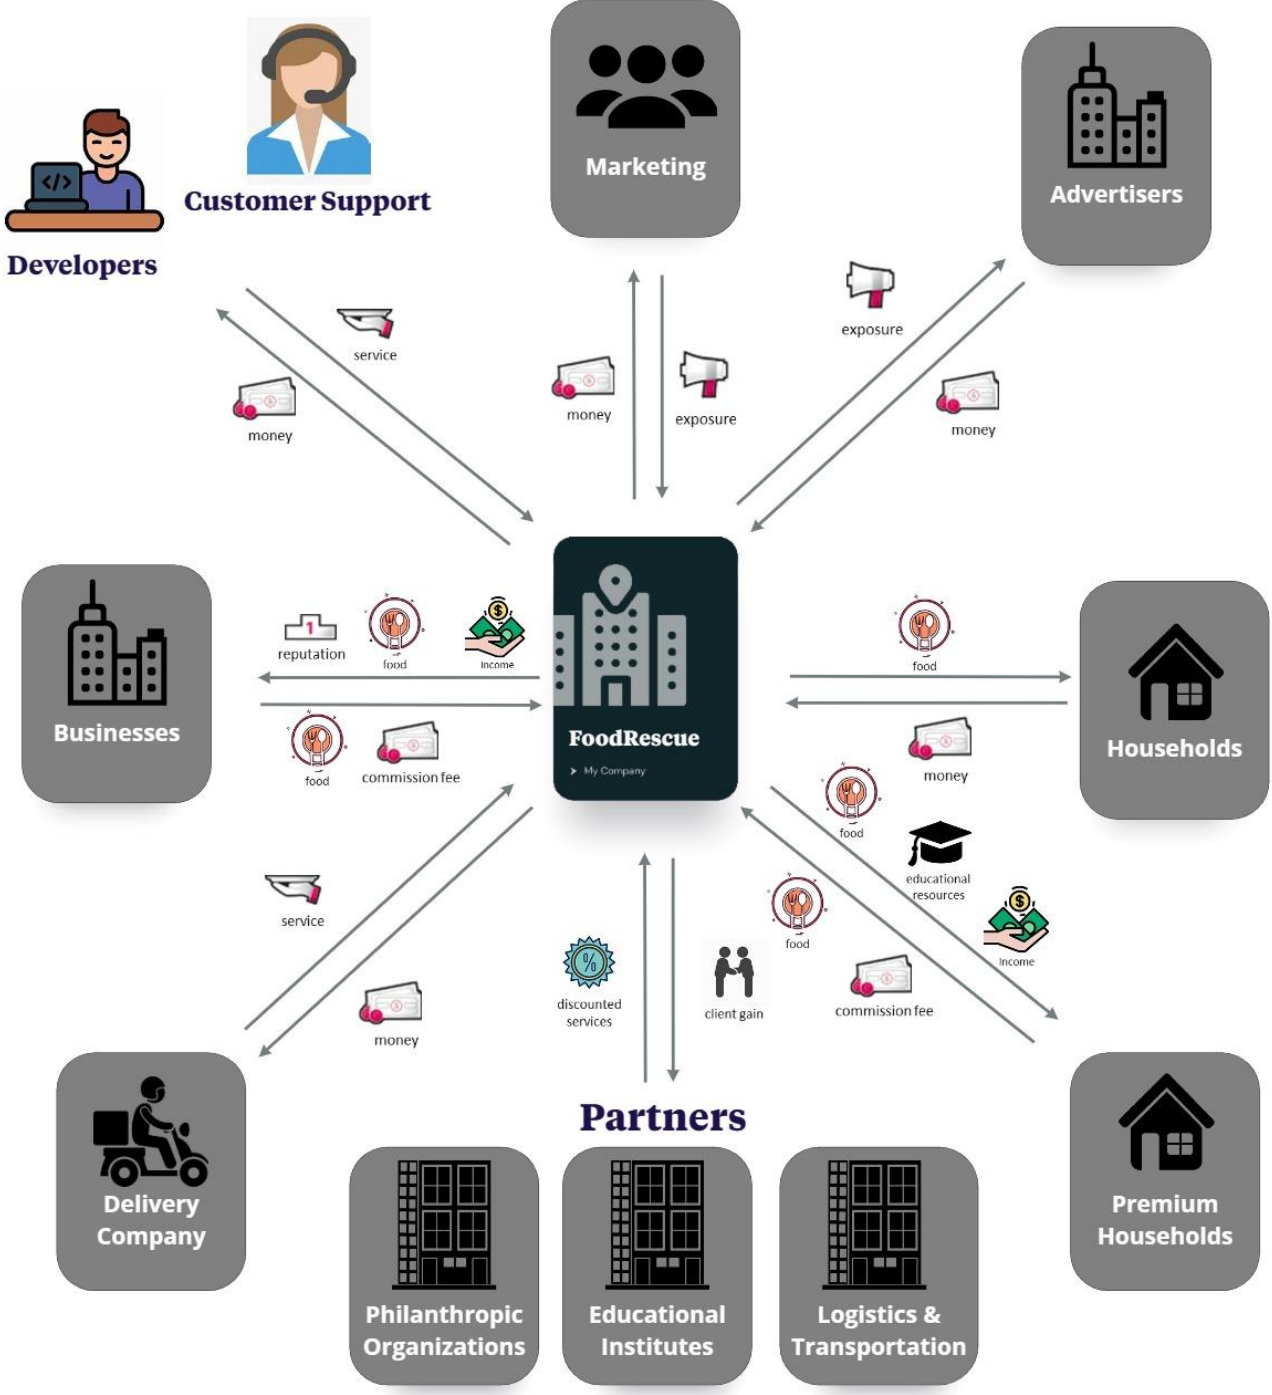 Marketing
Advertisers
Customer Support
Developers
</>
service
money
money
exposure
exposure
money
Businesses
1
reputation
food
$
Income
food
commission fee
FoodRescue
My Company
food
money
Households
food
educational
resources
$
Income
food
commission fee
service
money
%
discounted
services
client gain
Partners
Delivery
Company
Philanthropic
Organizations
Educational
Institutes
Logistics &
Transportation
Premium
Households